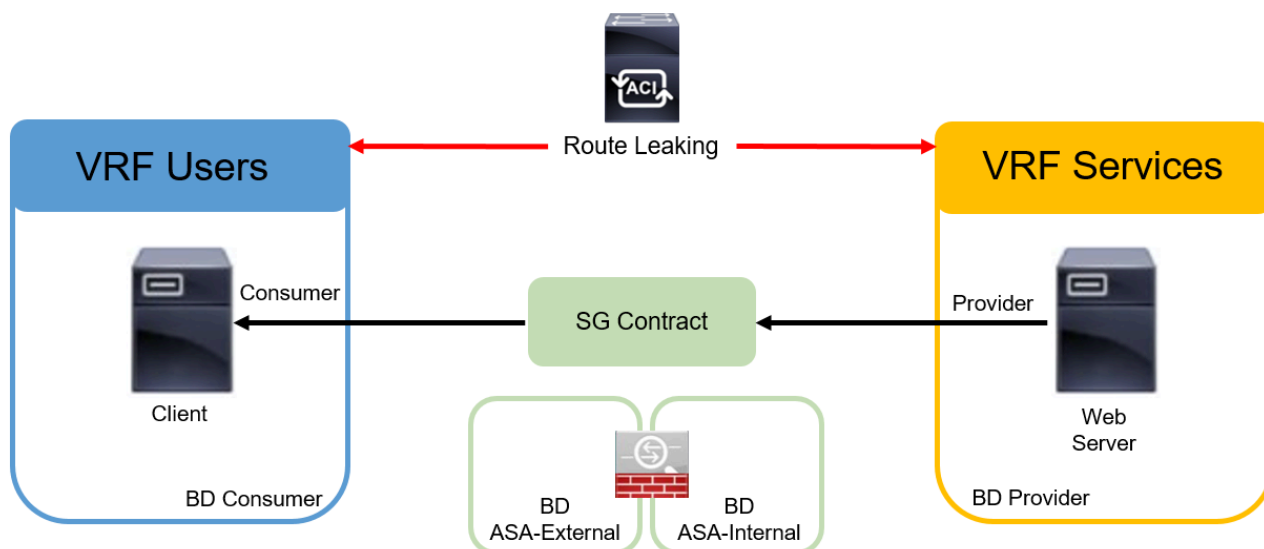 ACI
Route Leaking
VRF Users
VRF Services
Consumer
SG Contract
Provider
Client
Web
Server
BD Consumer
BD
ASA-External
BD
ASA-Internal
BD Provider